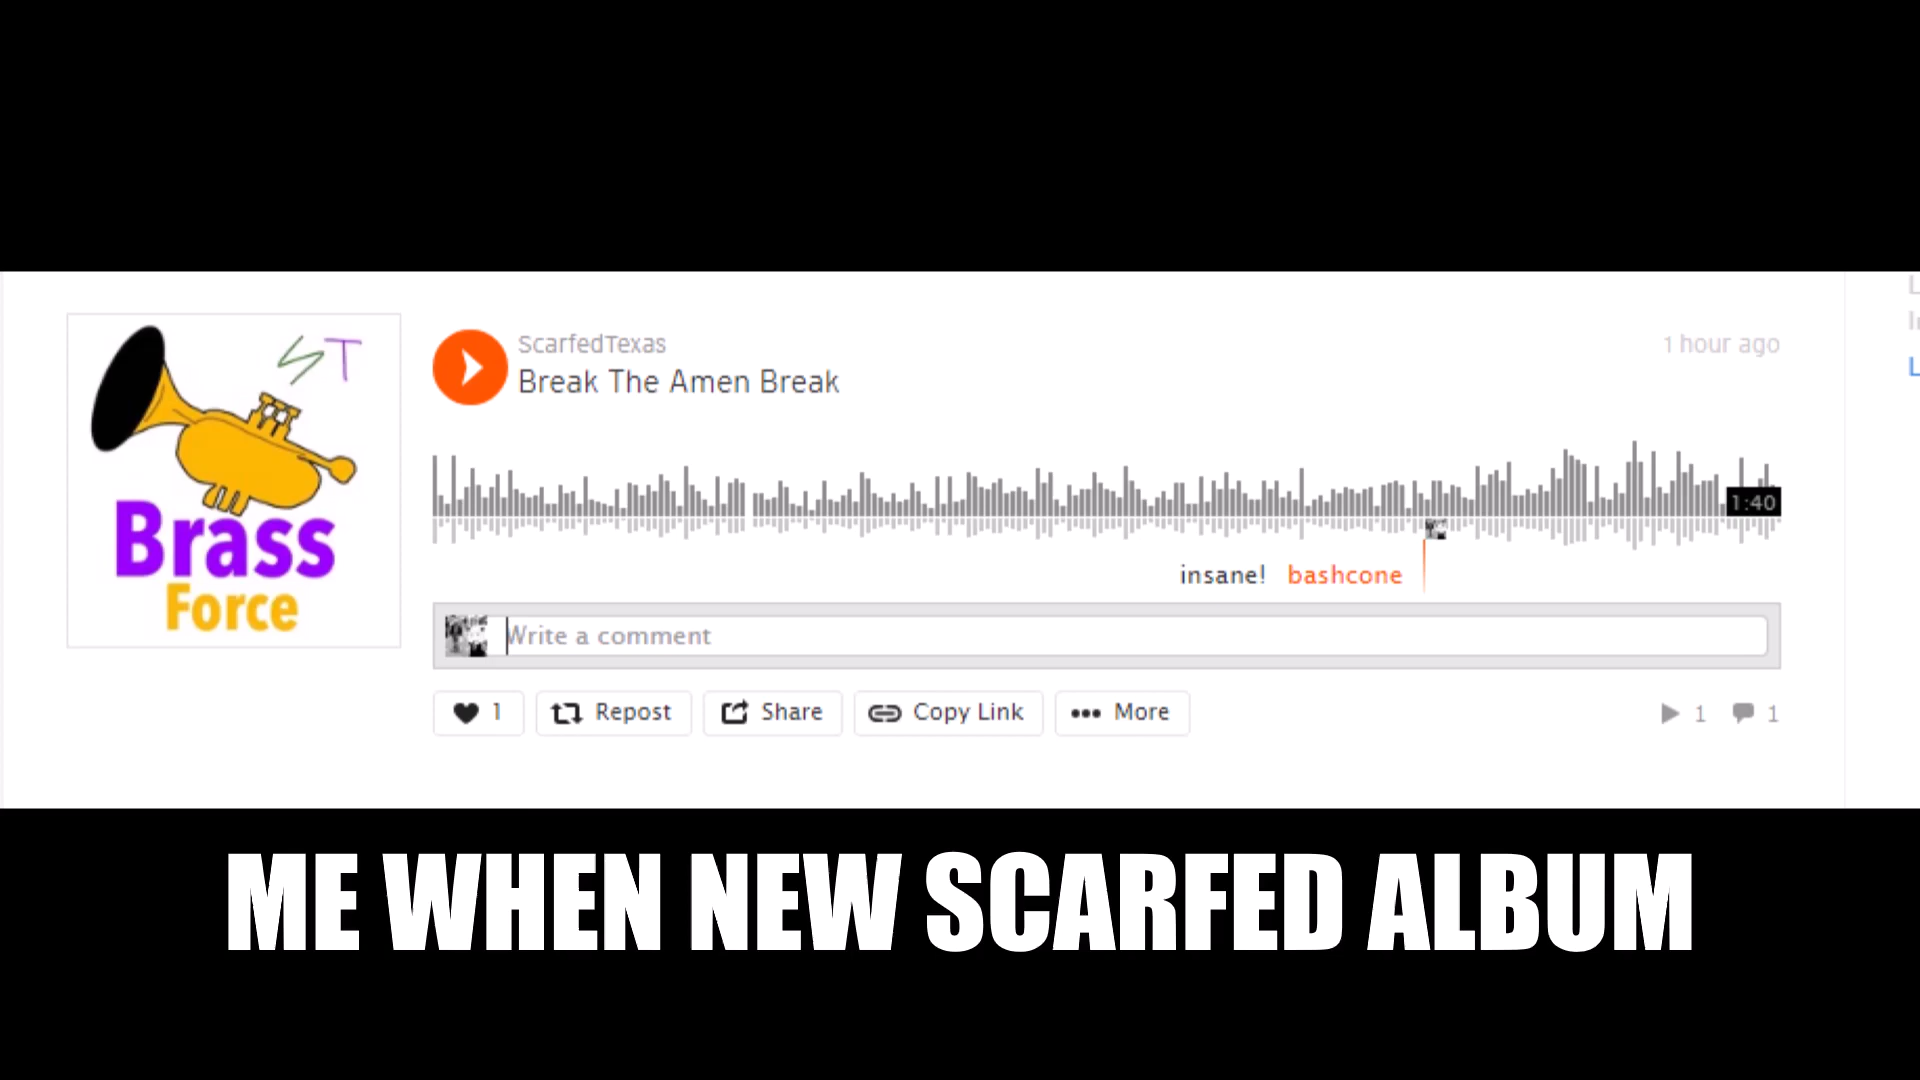 ST
Brass
Force
ScarfedTexas
1 hour ago
Break The Amen Break
1:40
insane! bashcone
Write a comment
1 Repost Share Copy Link More
1 1
ME WHEN NEW SCARFED ALBUM